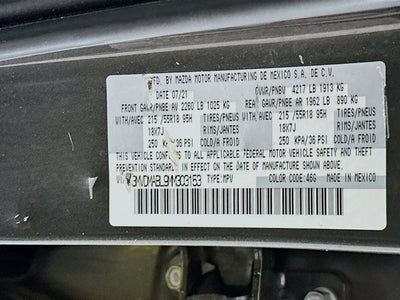 MFD. BY MAZDA MOTOR MANUFACTURING DE MEXICO S.A. DE C.V.
DATE 07/21 GVWR/PNBV 4217 LB 1913 KG
FRONT GAWR/PNBE AV 2260 LB 1025 KG REAR GAWR/PNBE AR 1962 LB 890 KG
WITH/AVEC 215/55R18 95H TIRES/PNEUS WITH/AVEC 215/55R18 95H TIRES/PNEUS
18X7J RIMS/JANTES 18X7J RIMS/JANTES
250 KPA/36 PSI COLD/A FROID 250 KPA/36 PSI COLD/A FROID
THIS VEHICLE CONFORMS TO ALL APPLICABLE FEDERAL MOTOR VEHICLE SAFETY
AND THEFT PREVENTION STANDARDS IN EFFECT ON THE DATE OF
MANUFACTURE SHOWN ABOVE.
TYPE:MPV COLOR CODE:46G MADE IN MEXICO